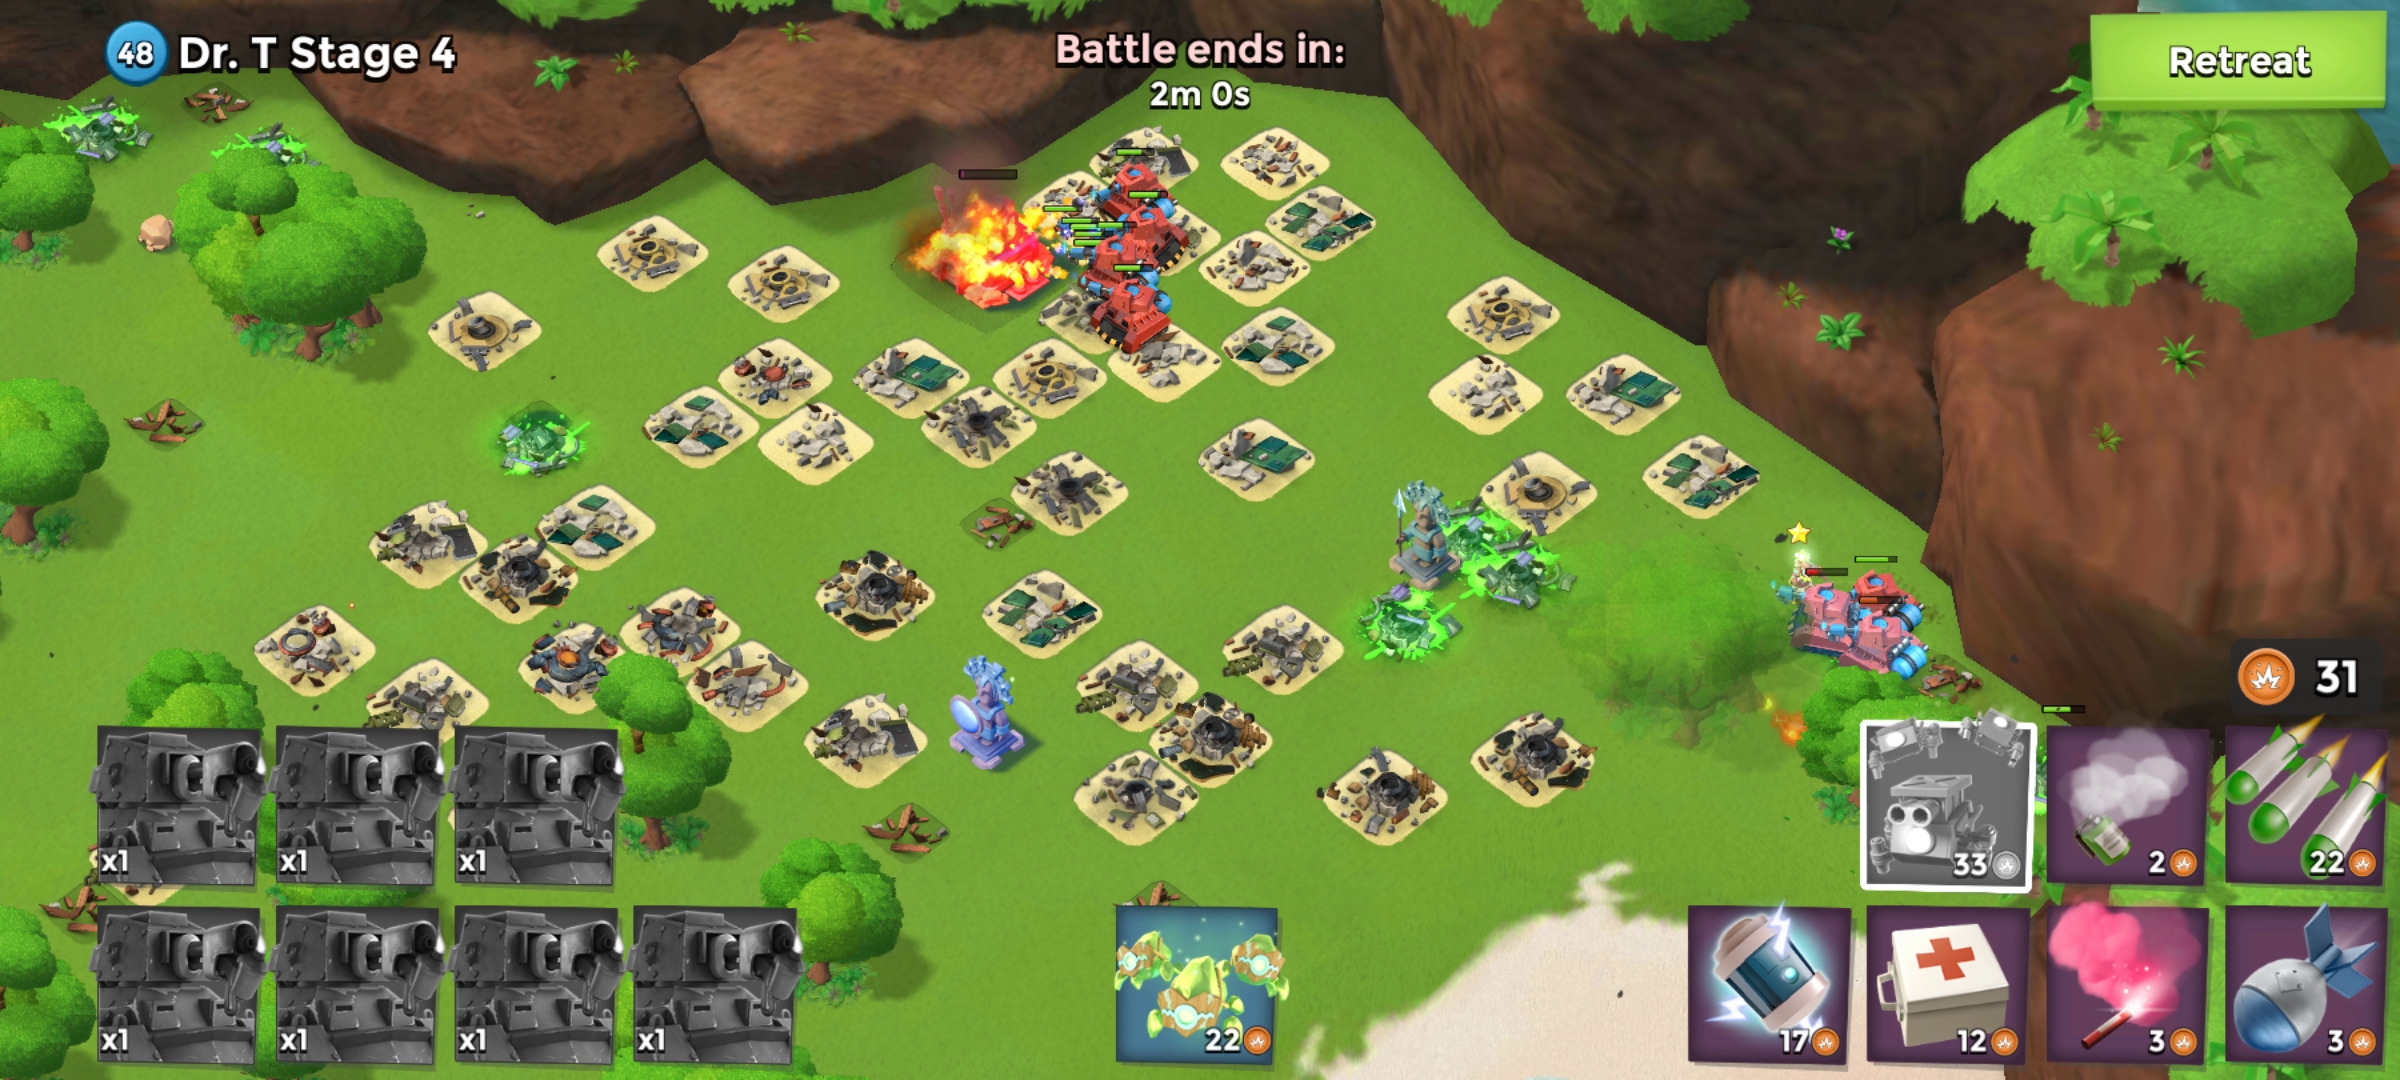 48 Dr. T Stage 4
Battle ends in:
2m 0s
Retreat
31
x1 x1 x1
33 2 22
x1 x1 x1 x1
22 17 12 3 3